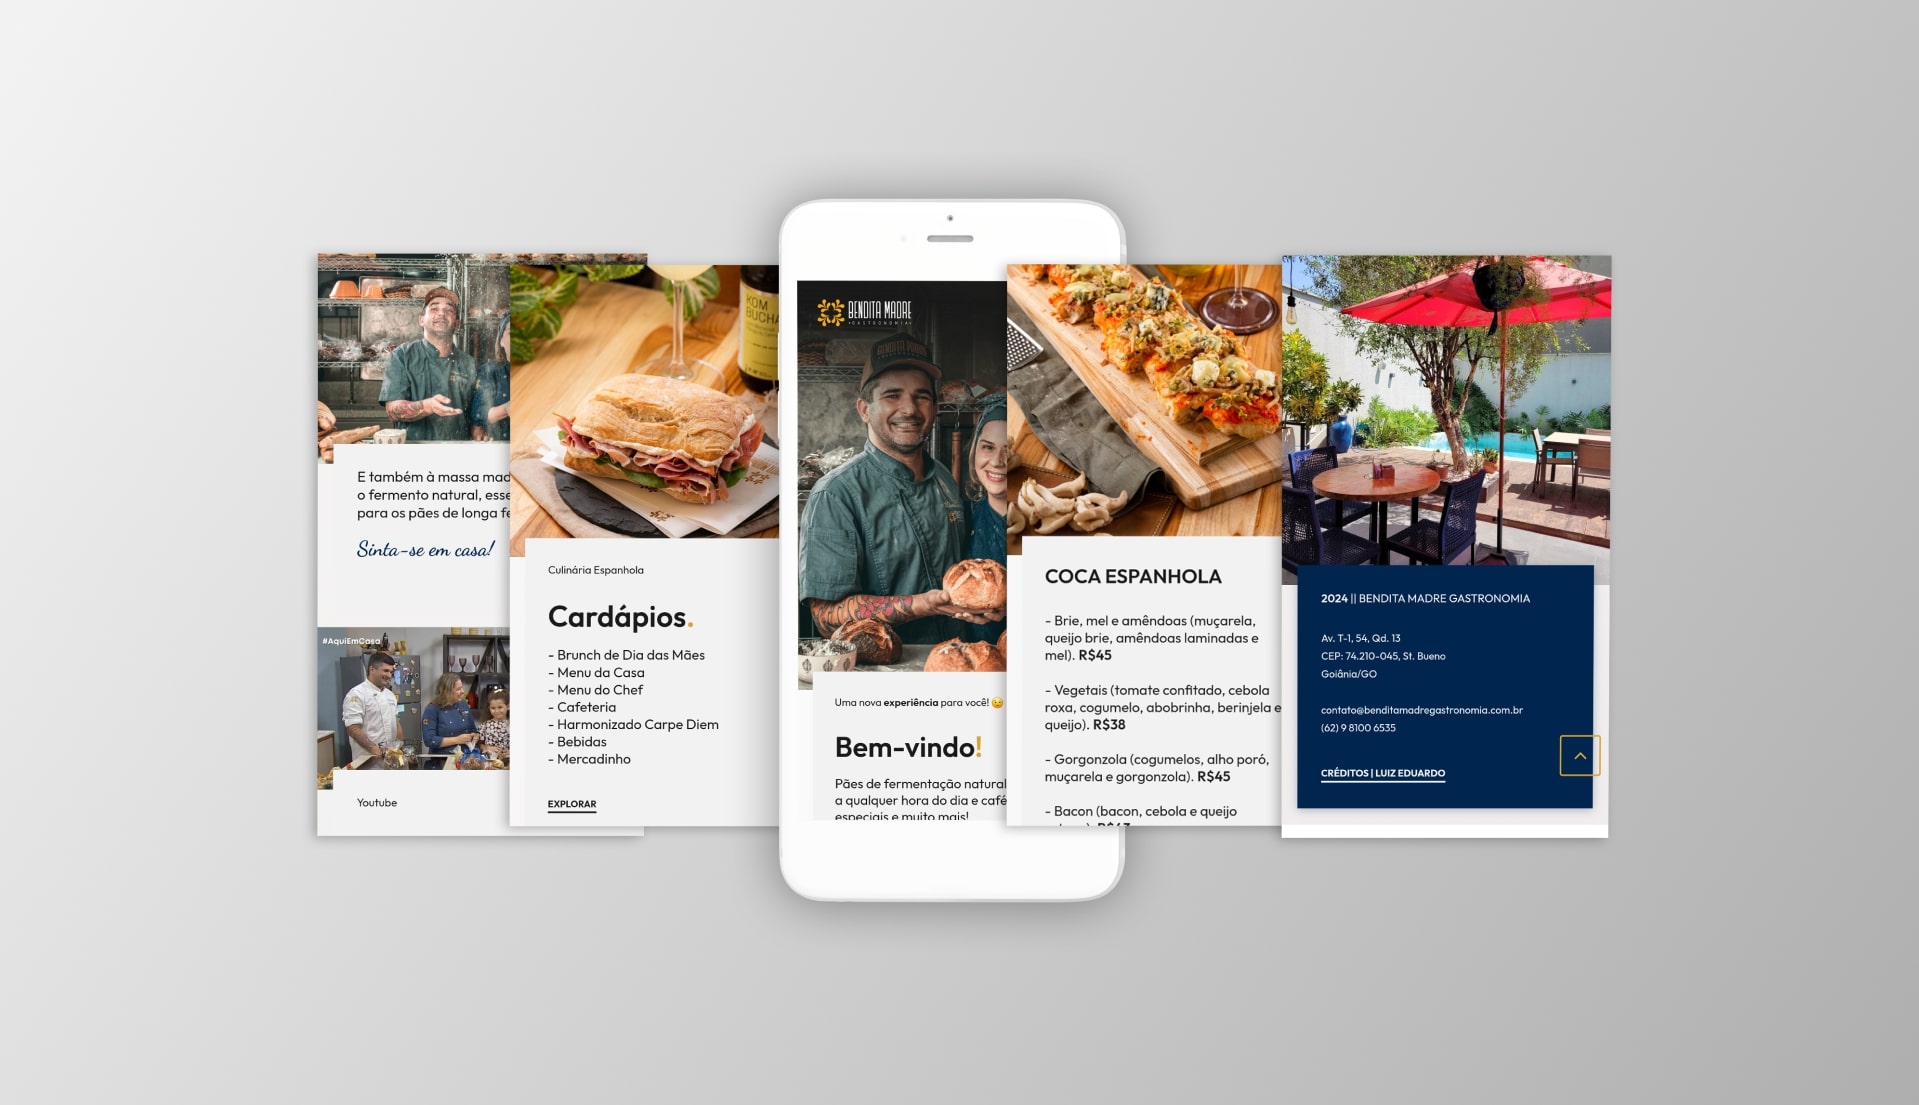 E também à massa
o fermento natural,
para os pães de longa
Sinta-se em casa!
#AquiEmCasa
Youtube
KOM
BUCHA
Culinária Espanhola
Cardápios.
- Brunch de Dia das Mães
- Menu da Casa
- Menu do Chef
- Cafeteria
- Harmonizado Carpe Diem
- Bebidas
- Mercadinho
EXPLORAR
BENDITA MADRE
GASTRONOMIA
BENDITA MADRE
Uma nova experiência para você! 😉
Bem-vindo!
Pães de fermentação natural
a qualquer hora do dia e café
especiais e muito mais!
COCA ESPANHOLA
- Brie, mel e amêndoas (muçarela,
queijo brie, amêndoas laminadas e
mel). R$45
- Vegetais (tomate confitado, cebola
roxa, cogumelo, abobrinha, berinjela e
queijo). R$38
- Gorgonzola (cogumelos, alho poró,
muçarela e gorgonzola). R$45
- Bacon (bacon, cebola e queijo
2024 || BENDITA MADRE GASTRONOMIA
Av. T-1, 54, Qd. 13
CEP: 74.210-045, St. Bueno
Goiânia/GO
contato@benditamadregastronomia.com.br
(62) 9 8100 6535
CRÉDITOS | LUIZ EDUARDO